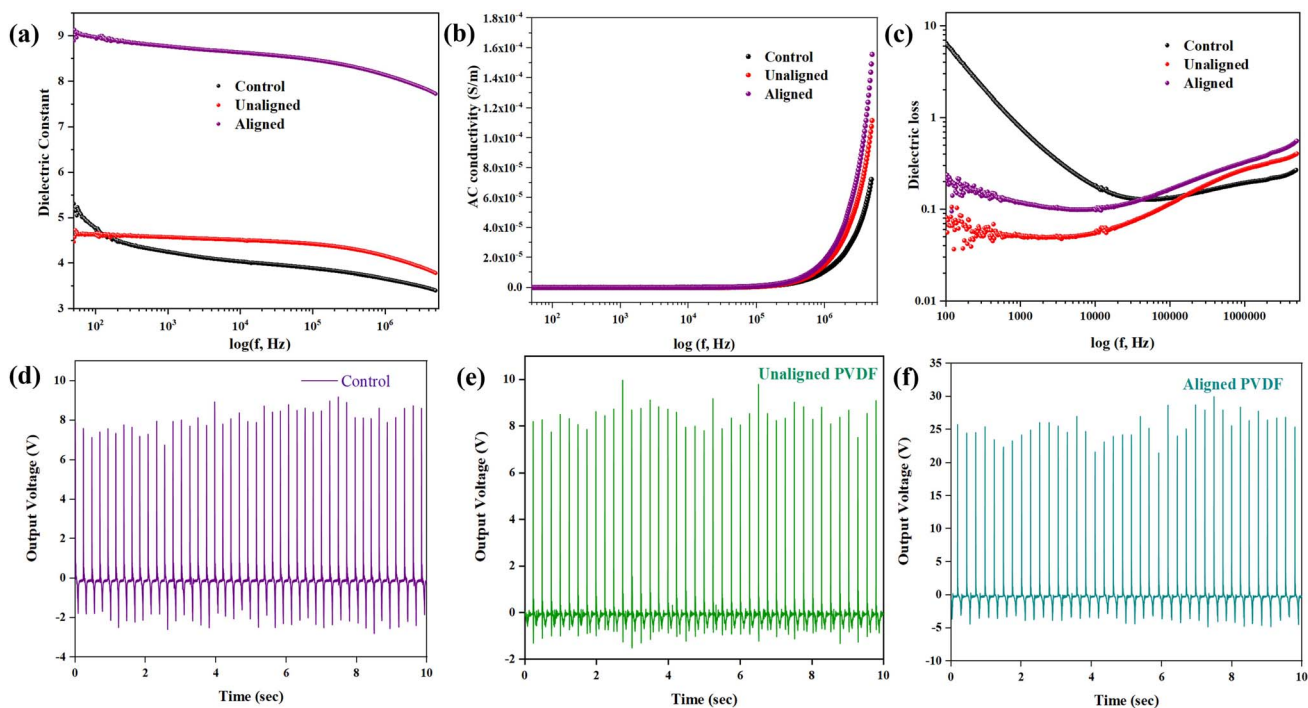 (a)
9
8
7
6
5
4
3
Dielectric Constant
Control
Unaligned
Aligned
10² 10³ 10⁴ 10⁵ 10⁶
log(f, Hz)
(b)
1.8x10⁻⁴
1.6x10⁻⁴
1.4x10⁻⁴
1.2x10⁻⁴
1.0x10⁻⁴
8.0x10⁻⁵
6.0x10⁻⁵
4.0x10⁻⁵
2.0x10⁻⁵
0.0
AC conductivity (S/m)
Control
Unaligned
Aligned
10² 10³ 10⁴ 10⁵ 10⁶
log (f, Hz)
(c)
10
1
0.1
0.01
Dielectric loss
Control
Unaligned
Aligned
100 1000 10000 100000 1000000
log (f, Hz)
(d)
Control
10
8
6
4
2
0
-2
-4
Output Voltage (V)
0 2 4 6 8 10
Time (sec)
(e)
Unaligned PVDF
10
8
6
4
2
0
-2
Output Voltage (V)
0 2 4 6 8 10
Time (sec)
(f)
Aligned PVDF
35
30
25
20
15
10
5
0
-5
-10
Output Voltage (V)
0 2 4 6 8 10
Time (sec)